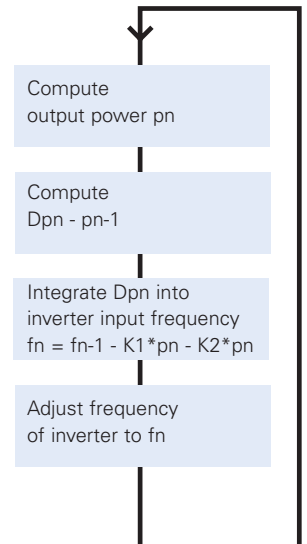 Compute
output power pn
Compute
Dpn - pn-1
Integrate Dpn into
inverter input frequency
fn = fn-1 - K1*pn - K2*pn
Adjust frequency
of inverter to fn